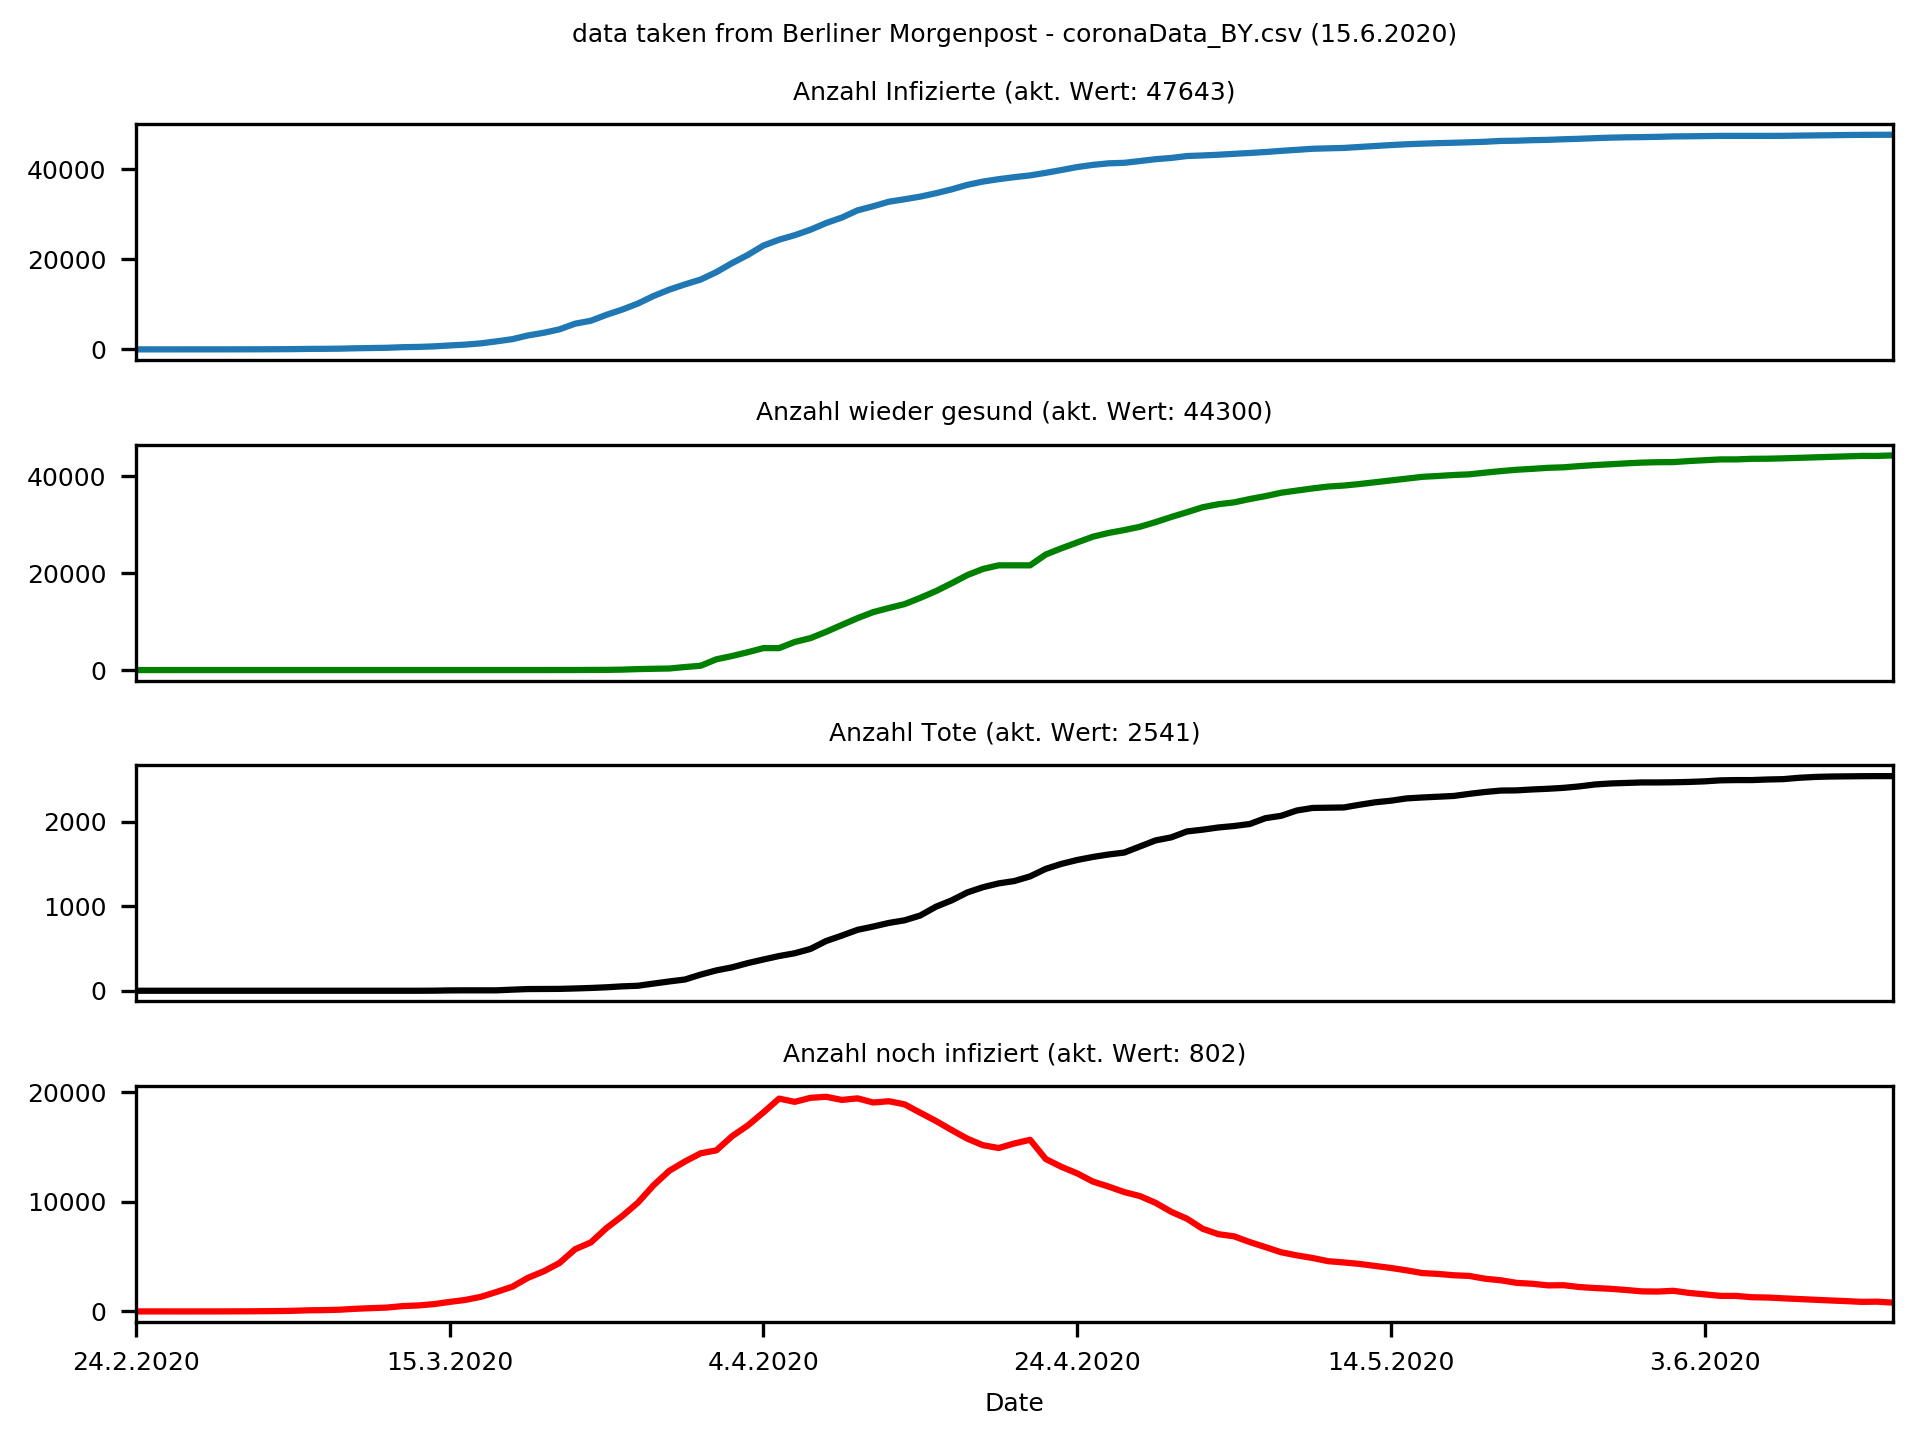 data taken from Berliner Morgenpost - coronaData_BY.csv (15.6.2020)
Anzahl Infizierte (akt. Wert: 47643)
40000
20000
0
Anzahl wieder gesund (akt. Wert: 44300)
40000
20000
0
Anzahl Tote (akt. Wert: 2541)
2000
1000
0
Anzahl noch infiziert (akt. Wert: 802)
20000
10000
0
24.2.2020 15.3.2020 4.4.2020 24.4.2020 14.5.2020 3.6.2020
Date